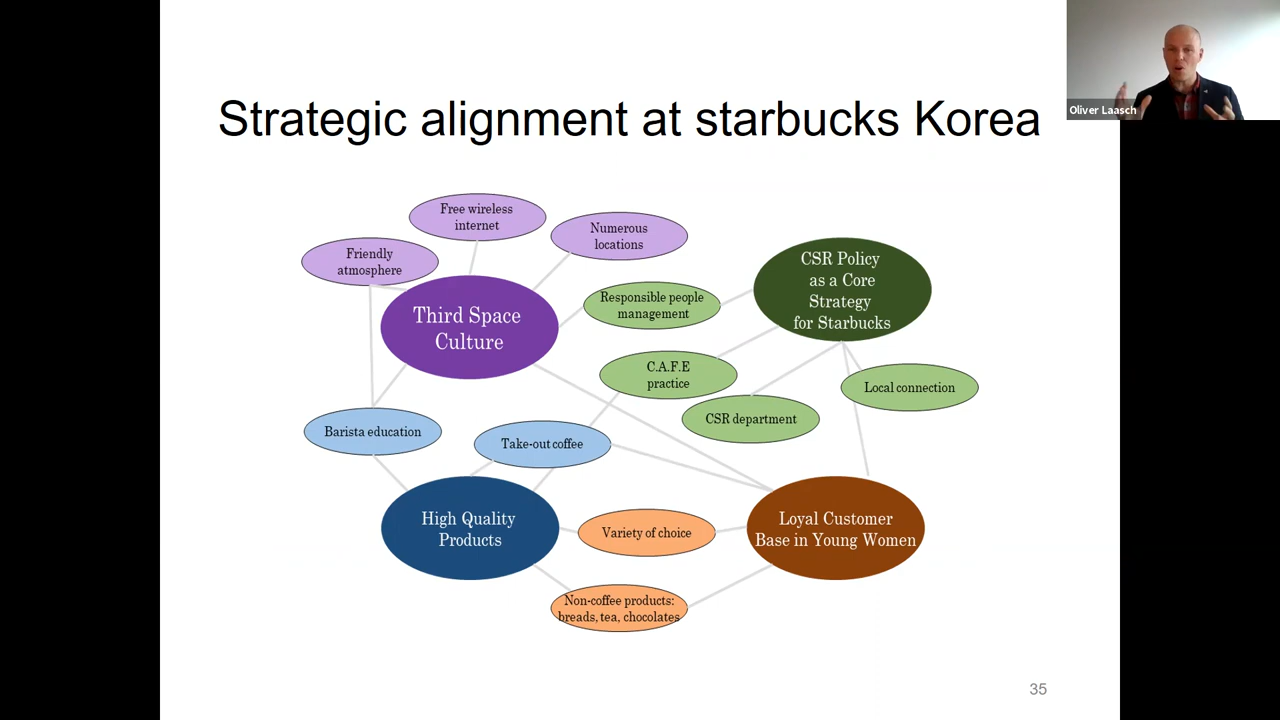 Strategic alignment at starbucks Korea
Oliver Laasch
Free wireless
internet
Numerous
locations
Friendly
atmosphere
Third Space
Culture
Responsible people
management
CSR Policy
as a Core
Strategy
for Starbucks
C.A.F.E
practice
Local connection
CSR department
Barista education
Take-out coffee
High Quality
Products
Variety of choice
Loyal Customer
Base in Young Women
Non-coffee products:
breads, tea, chocolates
35